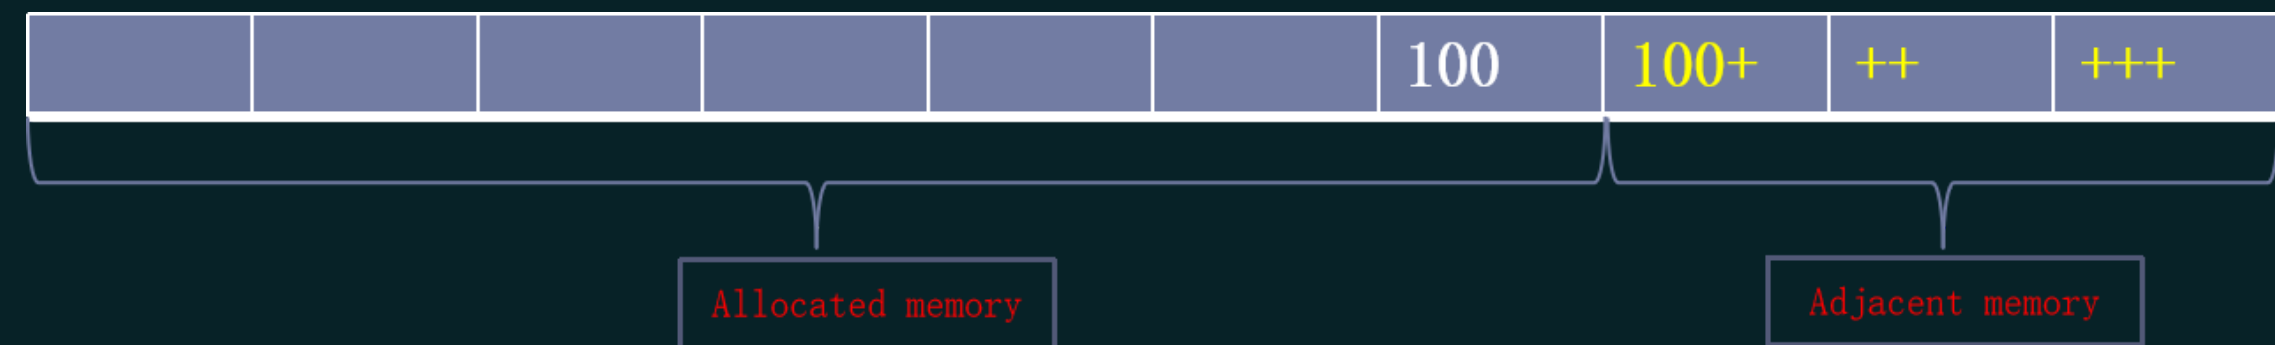 100 100+ ++ +++
Allocated memory Adjacent memory